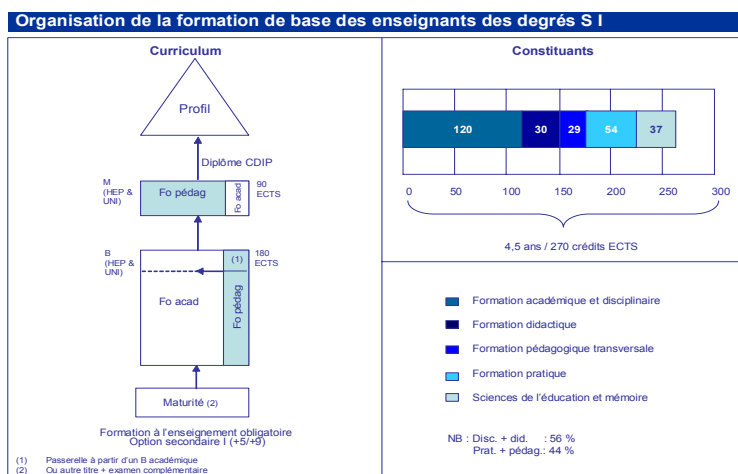 Organisation de la formation de base des enseignants des degrés S I
Curriculum
Profil
Diplôme CDIP
M
(HEP &
UNI)
Fo pédag
Fo acad
90
ECTS
B
(HEP &
UNI)
(1)
180
ECTS
Fo acad
Fo pédag
Maturité (2)
Formation à l'enseignement obligatoire
Option secondaire I (+5/+9)
(1) Passerelle à partir d'un B académique
(2) Ou autre titre + examen complémentaire
Constituants
120 30 29 54 37
0 50 100 150 200 250 300
4,5 ans / 270 crédits ECTS
Formation académique et disciplinaire
Formation didactique
Formation pédagogique transversale
Formation pratique
Sciences de l'éducation et mémoire
NB : Disc. + did. : 56 %
Prat. + pédag.: 44 %